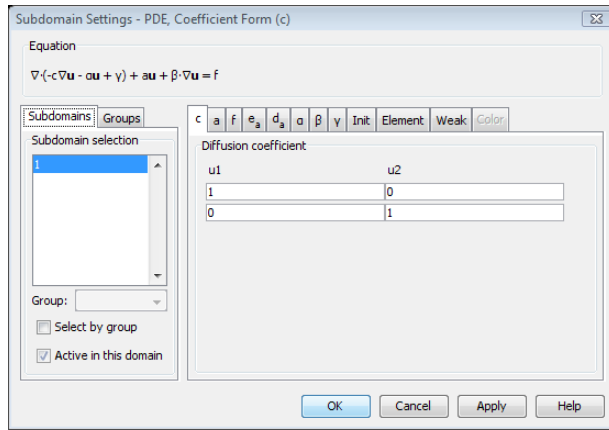 Subdomain Settings - PDE, Coefficient Form (c)
Equation
∇·(-c∇u - αu + γ) + au + β·∇u = f
Subdomains Groups
c a f eₐ dₐ α β γ Init Element Weak Color
Subdomain selection
1
Group:
Select by group
Active in this domain
Diffusion coefficient
u1 u2
1 0
0 1
OK Cancel Apply Help